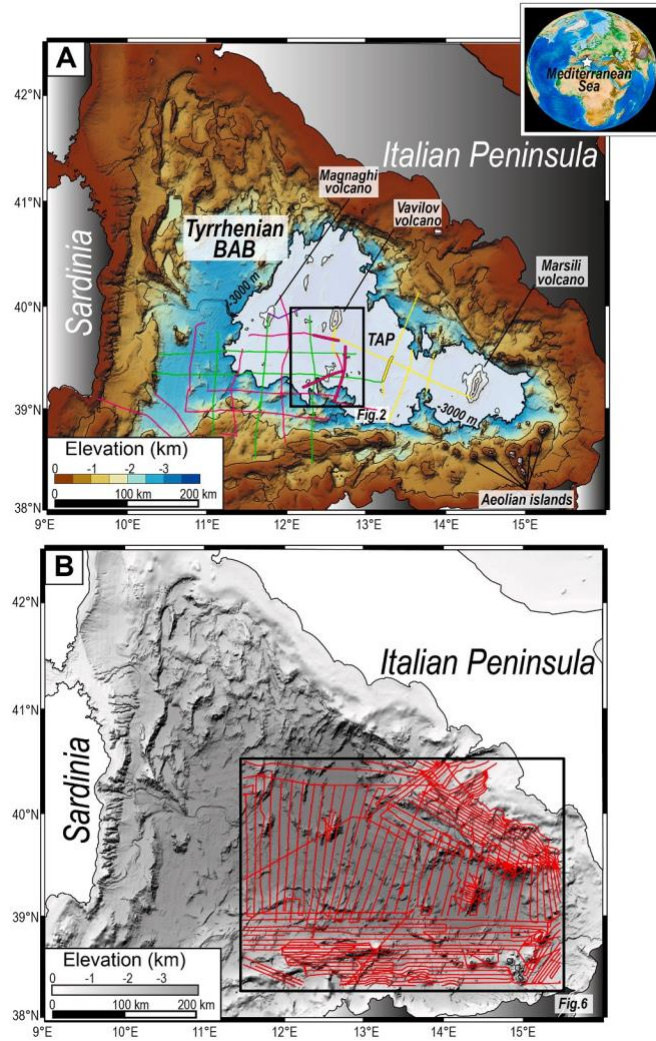 Mediterranean
Sea
A
42°N
41°N
40°N
39°N
38°N
Italian Peninsula
Magnaghi
volcano
Vavilov
volcano
Tyrrhenian
BAB
Marsili
volcano
Sardinia
-3000 m
TAP
-3000 m
Fig.2
Elevation (km)
0 -1 -2 -3
0 100 km 200 km
Aeolian islands
9°E 10°E 11°E 12°E 13°E 14°E 15°E
B
42°N
41°N
40°N
39°N
38°N
Italian Peninsula
Sardinia
Elevation (km)
0 -1 -2 -3
0 100 km 200 km
Fig.6
9°E 10°E 11°E 12°E 13°E 14°E 15°E